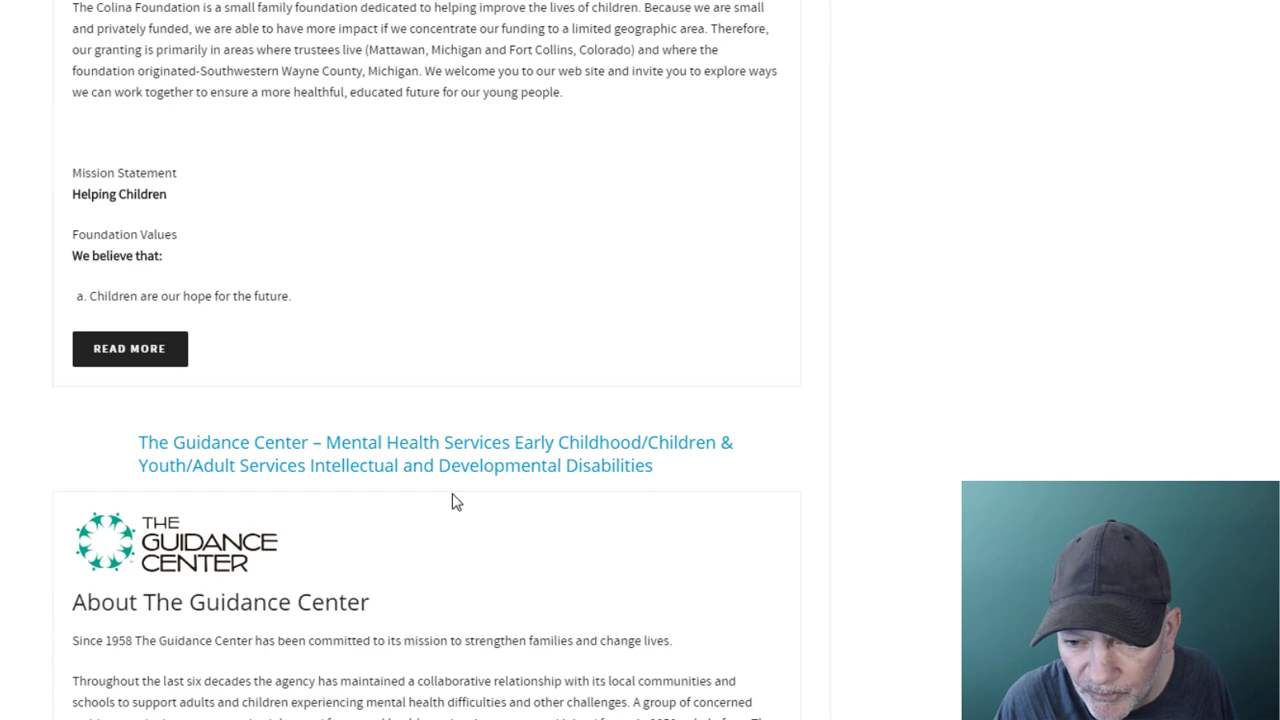 The Colina Foundation is a small family foundation dedicated to helping improve the lives of children. Because we are small
and privately funded, we are able to have more impact if we concentrate our funding to a limited geographic area. Therefore,
our granting is primarily in areas where trustees live (Mattawan, Michigan and Fort Collins, Colorado) and where the
foundation originated-Southwestern Wayne County, Michigan. We welcome you to our web site and invite you to explore ways
we can work together to ensure a more healthful, educated future for our young people.
Mission Statement
Helping Children
Foundation Values
We believe that:
a. Children are our hope for the future.
READ MORE
The Guidance Center – Mental Health Services Early Childhood/Children &
Youth/Adult Services Intellectual and Developmental Disabilities
THE
GUIDANCE
CENTER
About The Guidance Center
Since 1958 The Guidance Center has been committed to its mission to strengthen families and change lives.
Throughout the last six decades the agency has maintained a collaborative relationship with its local communities and
schools to support adults and children experiencing mental health difficulties and other challenges. A group of concerned